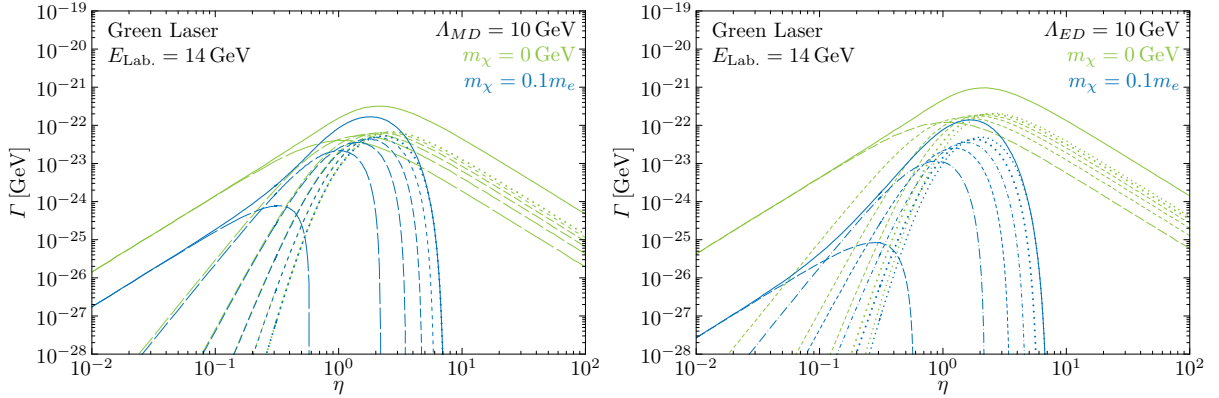 Green Laser
E_Lab. = 14 GeV
Λ_MD = 10 GeV
m_χ = 0 GeV
m_χ = 0.1m_e
Γ [GeV]
10^−19
10^−20
10^−21
10^−22
10^−23
10^−24
10^−25
10^−26
10^−27
10^−28
10^−2
10^−1
10^0
10^1
10^2
η
Green Laser
E_Lab. = 14 GeV
Λ_ED = 10 GeV
m_χ = 0 GeV
m_χ = 0.1m_e
Γ [GeV]
10^−19
10^−20
10^−21
10^−22
10^−23
10^−24
10^−25
10^−26
10^−27
10^−28
10^−2
10^−1
10^0
10^1
10^2
η